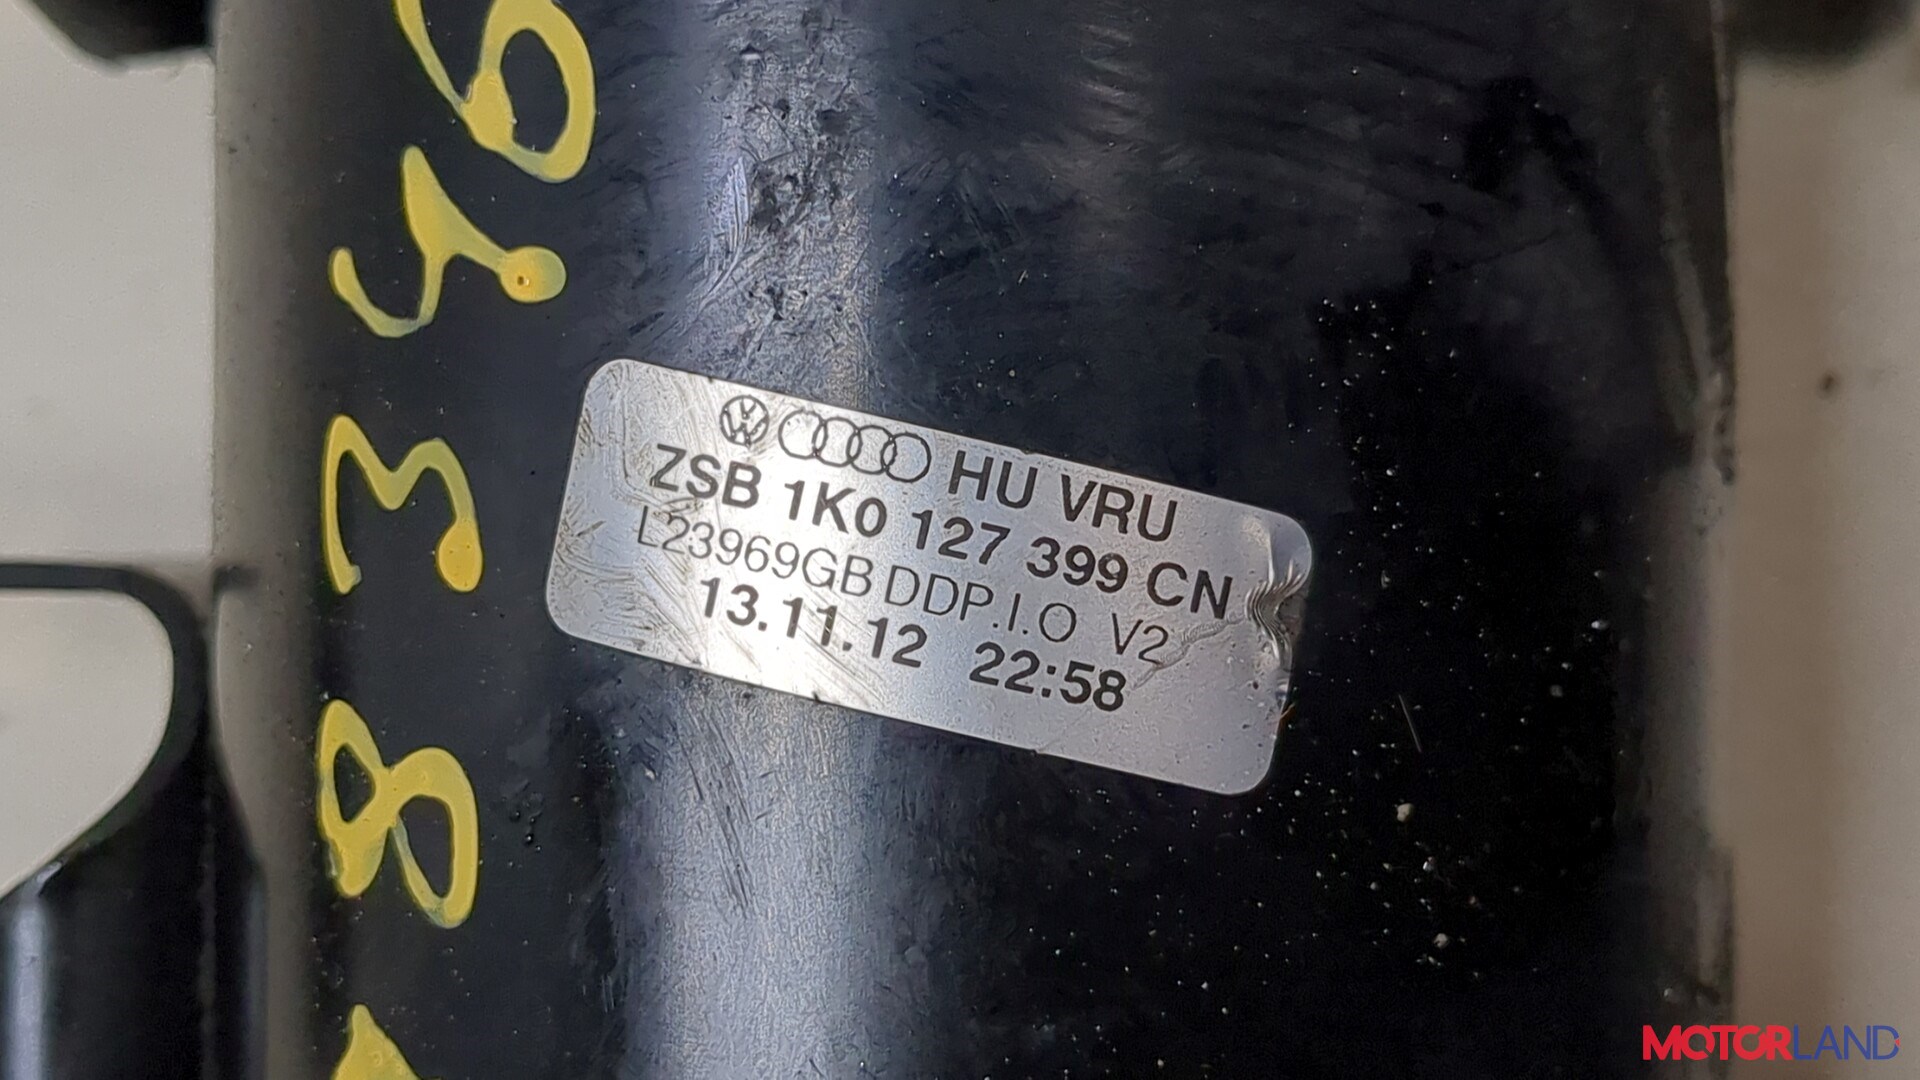 HU VRU
ZSB 1K0 127 399 CN
L23969GB DDP.I.O V2
13.11.12 22:58
MOTORLAND